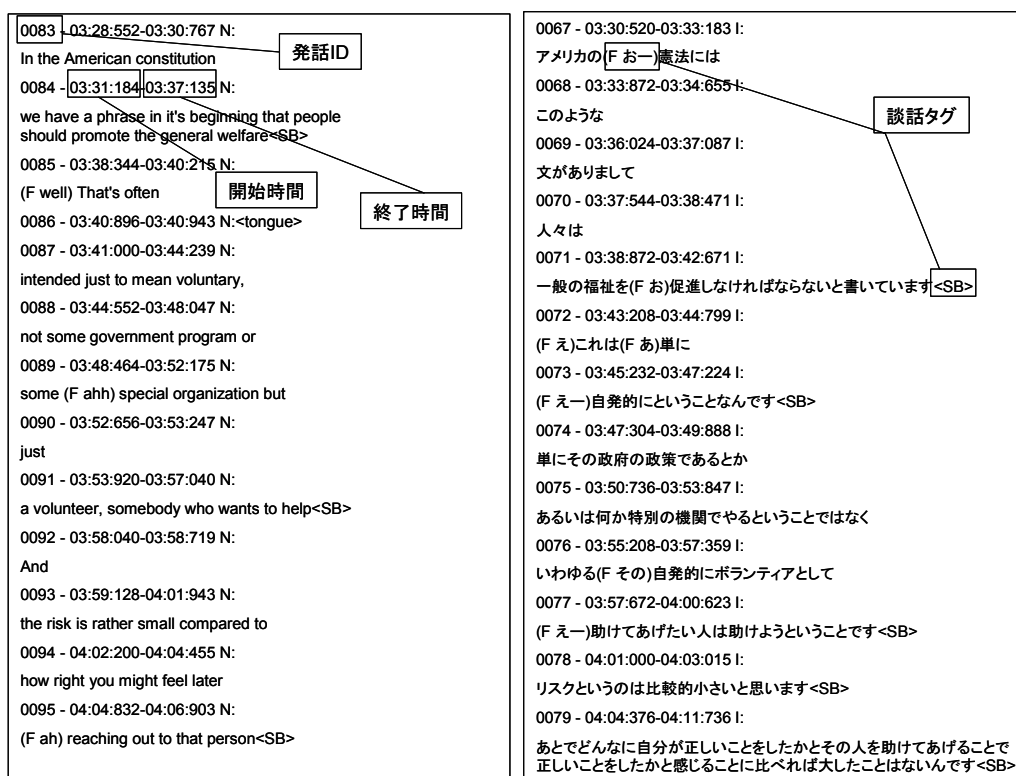 0083 - 03:28:552-03:30:767 N:
発話ID
In the American constitution
0084 - 03:31:184-03:37:135 N:
we have a phrase in it's beginning that people
should promote the general welfare<SB>
0085 - 03:38:344-03:40:215 N:
(F well) That's often
開始時間
終了時間
0086 - 03:40:896-03:40:943 N:<tongue>
0087 - 03:41:000-03:44:239 N:
intended just to mean voluntary,
0088 - 03:44:552-03:48:047 N:
not some government program or
0089 - 03:48:464-03:52:175 N:
some (F ahh) special organization but
0090 - 03:52:656-03:53:247 N:
just
0091 - 03:53:920-03:57:040 N:
a volunteer, somebody who wants to help<SB>
0092 - 03:58:040-03:58:719 N:
And
0093 - 03:59:128-04:01:943 N:
the risk is rather small compared to
0094 - 04:02:200-04:04:455 N:
how right you might feel later
0095 - 04:04:832-04:06:903 N:
(F ah) reaching out to that person<SB>
0067 - 03:30:520-03:33:183 I:
アメリカの(F おー)憲法には
0068 - 03:33:872-03:34:655 I:
談話タグ
このような
0069 - 03:36:024-03:37:087 I:
文がありまして
0070 - 03:37:544-03:38:471 I:
人々は
0071 - 03:38:872-03:42:671 I:
一般の福祉を(F お)促進しなければならないと書いています<SB>
0072 - 03:43:208-03:44:799 I:
(F え)これは(F あ)単に
0073 - 03:45:232-03:47:224 I:
(F えー)自発的にということなんです<SB>
0074 - 03:47:304-03:49:888 I:
単にその政府の政策であるとか
0075 - 03:50:736-03:53:847 I:
あるいは何か特別の機関でやるということではなく
0076 - 03:55:208-03:57:359 I:
いわゆる(F その)自発的にボランティアとして
0077 - 03:57:672-04:00:623 I:
(F えー)助けてあげたい人は助けようということです<SB>
0078 - 04:01:000-04:03:015 I:
リスクというのは比較的小さいと思います<SB>
0079 - 04:04:376-04:11:736 I:
あとでどんなに自分が正しいことをしたかとその人を助けてあげることで
正しいことをしたかと感じることに比べれば大したことはないんです<SB>